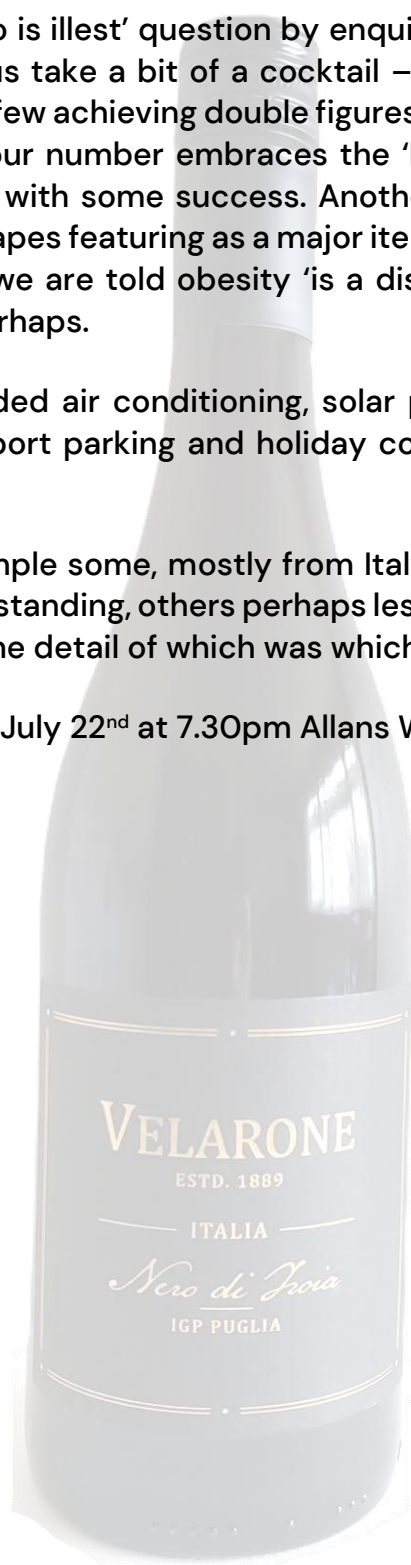 is illest’ question by enqui
us take a bit of a cocktail –
few achieving double figures
our number embraces the ‘
with some success. Anoth
apes featuring as a major ite
we are told obesity ‘is a dis
rhaps.
ded air conditioning, solar
port parking and holiday co
mple some, mostly from Ital
standing, others perhaps les
he detail of which was which
July 22nd at 7.30pm Allans W
VELARONE
ESTD. 1889
ITALIA
Nero di Troia
IGP PUGLIA